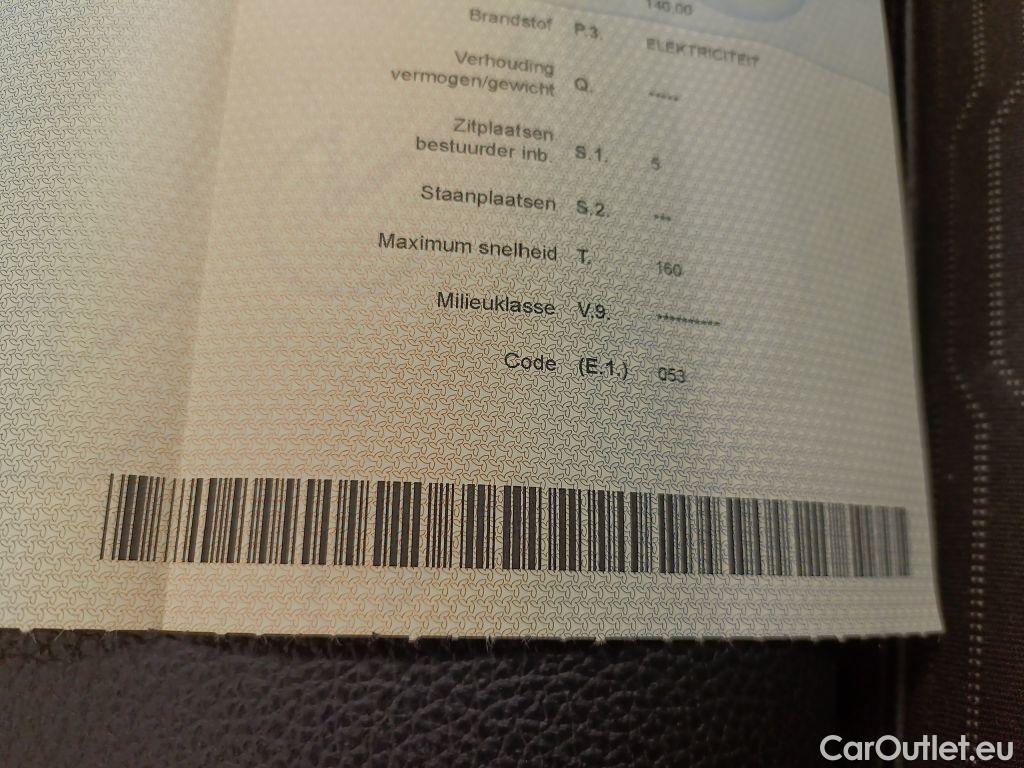 140.00
Brandstof P.3. ELEKTRICITEIT
Verhouding
vermogen/gewicht Q. *****
Zitplaatsen
bestuurder inb. S.1. 5
Staanplaatsen S.2. ***
Maximum snelheid T. 160
Milieuklasse V.9. **********
Code (E.1.) 053
CarOutlet.eu